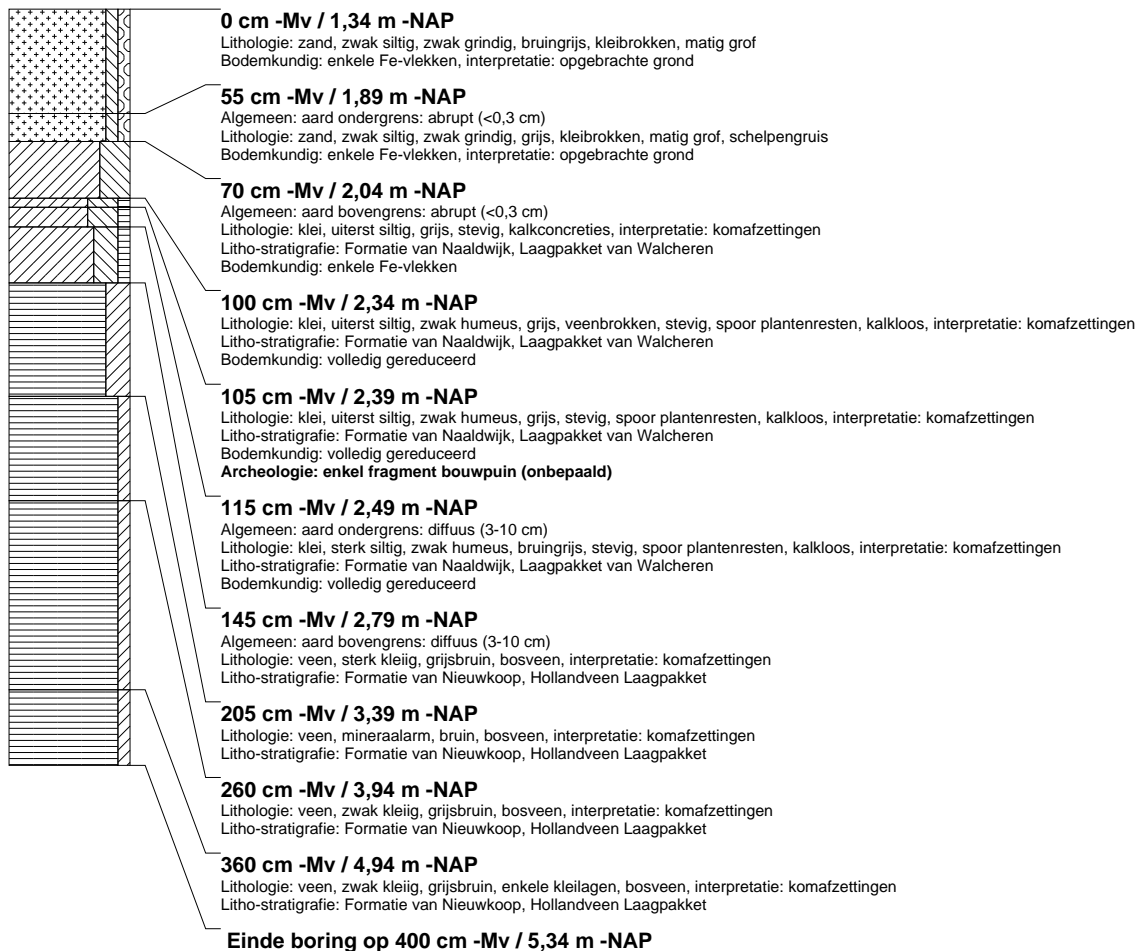 0 cm -Mv / 1,34 m -NAP
Lithologie: zand, zwak siltig, zwak grindig, bruingrijs, kleibrokken, matig grof
Bodemkundig: enkele Fe-vlekken, interpretatie: opgebrachte grond
55 cm -Mv / 1,89 m -NAP
Algemeen: aard ondergrens: abrupt (<0,3 cm)
Lithologie: zand, zwak siltig, zwak grindig, grijs, kleibrokken, matig grof, schelpengruis
Bodemkundig: enkele Fe-vlekken, interpretatie: opgebrachte grond
70 cm -Mv / 2,04 m -NAP
Algemeen: aard bovengrens: abrupt (<0,3 cm)
Lithologie: klei, uiterst siltig, grijs, stevig, kalkconcreties, interpretatie: komafzettingen
Litho-stratigrafie: Formatie van Naaldwijk, Laagpakket van Walcheren
Bodemkundig: enkele Fe-vlekken
100 cm -Mv / 2,34 m -NAP
Lithologie: klei, uiterst siltig, zwak humeus, grijs, veenbrokken, stevig, spoor plantenresten, kalkloos, interpretatie: komafzettingen
Litho-stratigrafie: Formatie van Naaldwijk, Laagpakket van Walcheren
Bodemkundig: volledig gereduceerd
105 cm -Mv / 2,39 m -NAP
Lithologie: klei, uiterst siltig, zwak humeus, grijs, stevig, spoor plantenresten, kalkloos, interpretatie: komafzettingen
Litho-stratigrafie: Formatie van Naaldwijk, Laagpakket van Walcheren
Bodemkundig: volledig gereduceerd
Archeologie: enkel fragment bouwpuin (onbepaald)
115 cm -Mv / 2,49 m -NAP
Algemeen: aard ondergrens: diffuus (3-10 cm)
Lithologie: klei, sterk siltig, zwak humeus, bruingrijs, stevig, spoor plantenresten, kalkloos, interpretatie: komafzettingen
Litho-stratigrafie: Formatie van Naaldwijk, Laagpakket van Walcheren
Bodemkundig: volledig gereduceerd
145 cm -Mv / 2,79 m -NAP
Algemeen: aard bovengrens: diffuus (3-10 cm)
Lithologie: veen, sterk kleiig, grijsbruin, bosveen, interpretatie: komafzettingen
Litho-stratigrafie: Formatie van Nieuwkoop, Hollandveen Laagpakket
205 cm -Mv / 3,39 m -NAP
Lithologie: veen, mineraalarm, bruin, bosveen, interpretatie: komafzettingen
Litho-stratigrafie: Formatie van Nieuwkoop, Hollandveen Laagpakket
260 cm -Mv / 3,94 m -NAP
Lithologie: veen, zwak kleiig, grijsbruin, bosveen, interpretatie: komafzettingen
Litho-stratigrafie: Formatie van Nieuwkoop, Hollandveen Laagpakket
360 cm -Mv / 4,94 m -NAP
Lithologie: veen, zwak kleiig, grijsbruin, enkele kleilagen, bosveen, interpretatie: komafzettingen
Litho-stratigrafie: Formatie van Nieuwkoop, Hollandveen Laagpakket
Einde boring op 400 cm -Mv / 5,34 m -NAP